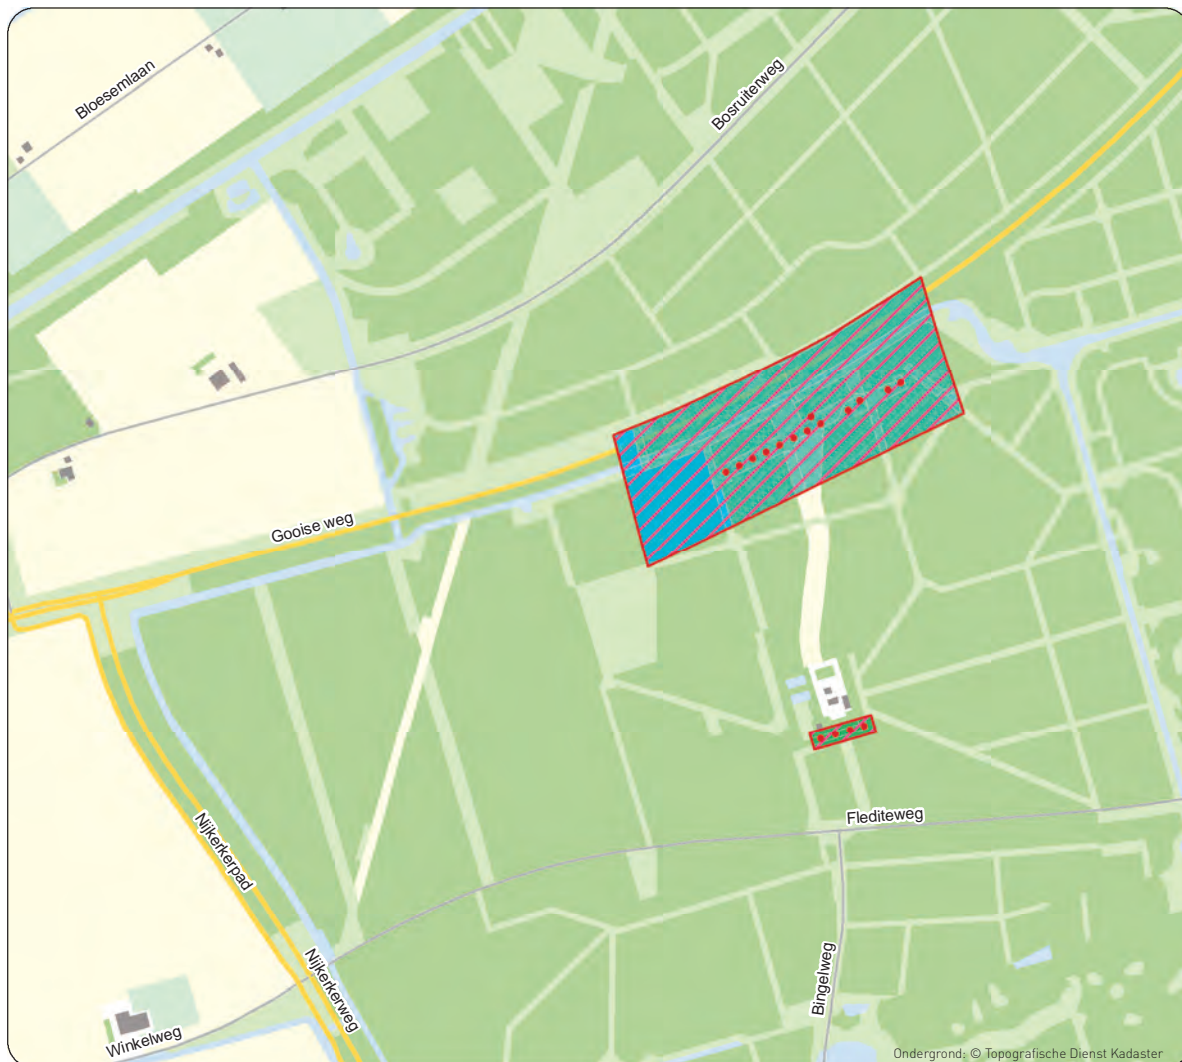 Bloesemlaan
Bosruiterweg
Gooise weg
Flediteweg
Nijkerkerpad
Nijkerkerweg
Bingelweg
Winkelweg
Ondergrond: © Topografische Dienst Kadaster